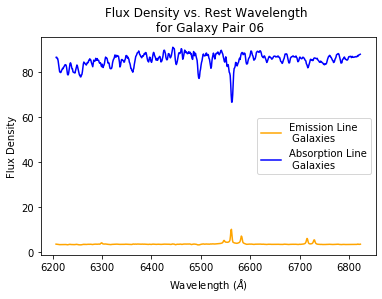 Flux Density vs. Rest Wavelength
for Galaxy Pair 06
Flux Density
80
60
40
20
0
Emission Line
Galaxies
Absorption Line
Galaxies
6200 6300 6400 6500 6600 6700 6800
Wavelength (Å)